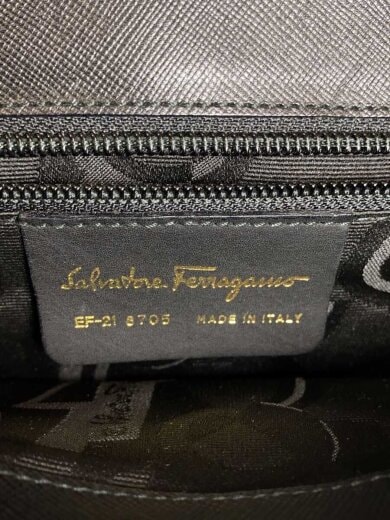 Salvatore Ferragamo
EF-21 8705 MADE IN ITALY